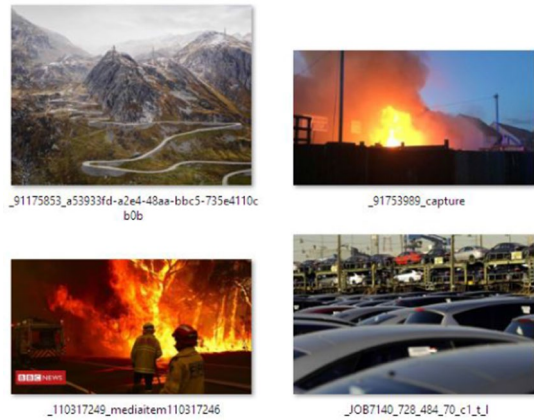 _91175853_a53933fd-a2e4-48aa-bbc5-735e4110c
b0b
_91753989_capture
BBC NEWS
_110317249_mediaitem110317246
_JOB7140_728_484_70_c1_t_l